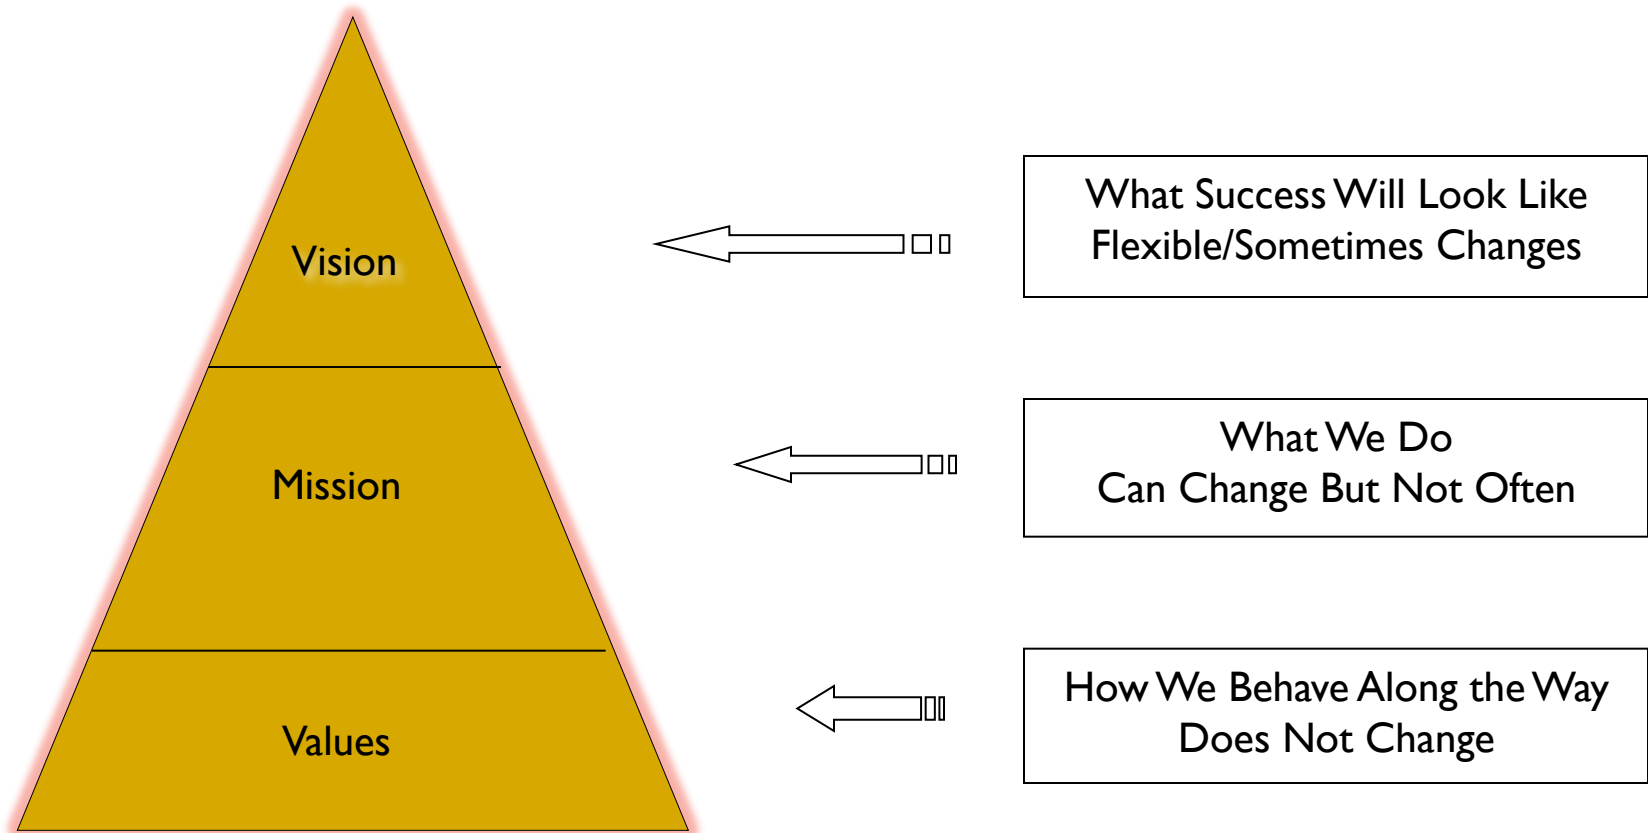 Vision
What Success Will Look Like
Flexible/Sometimes Changes
Mission
What We Do
Can Change But Not Often
Values
How We Behave Along the Way
Does Not Change